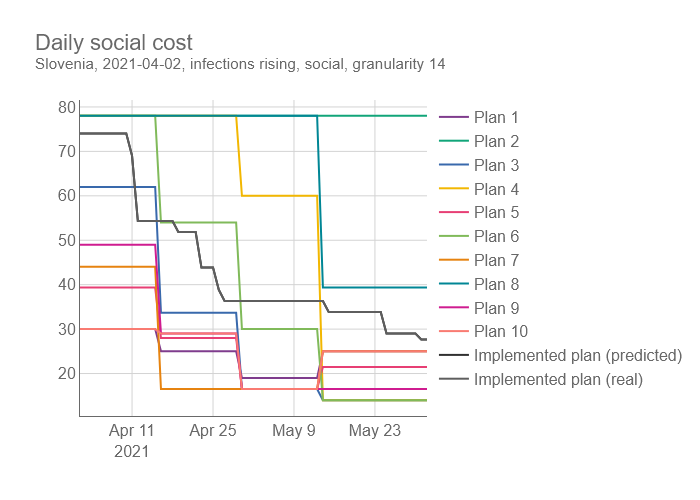 Daily social cost
Slovenia, 2021-04-02, infections rising, social, granularity 14
80
70
60
50
40
30
20
Apr 11
2021
Apr 25
May 9
May 23
Plan 1
Plan 2
Plan 3
Plan 4
Plan 5
Plan 6
Plan 7
Plan 8
Plan 9
Plan 10
Implemented plan (predicted)
Implemented plan (real)